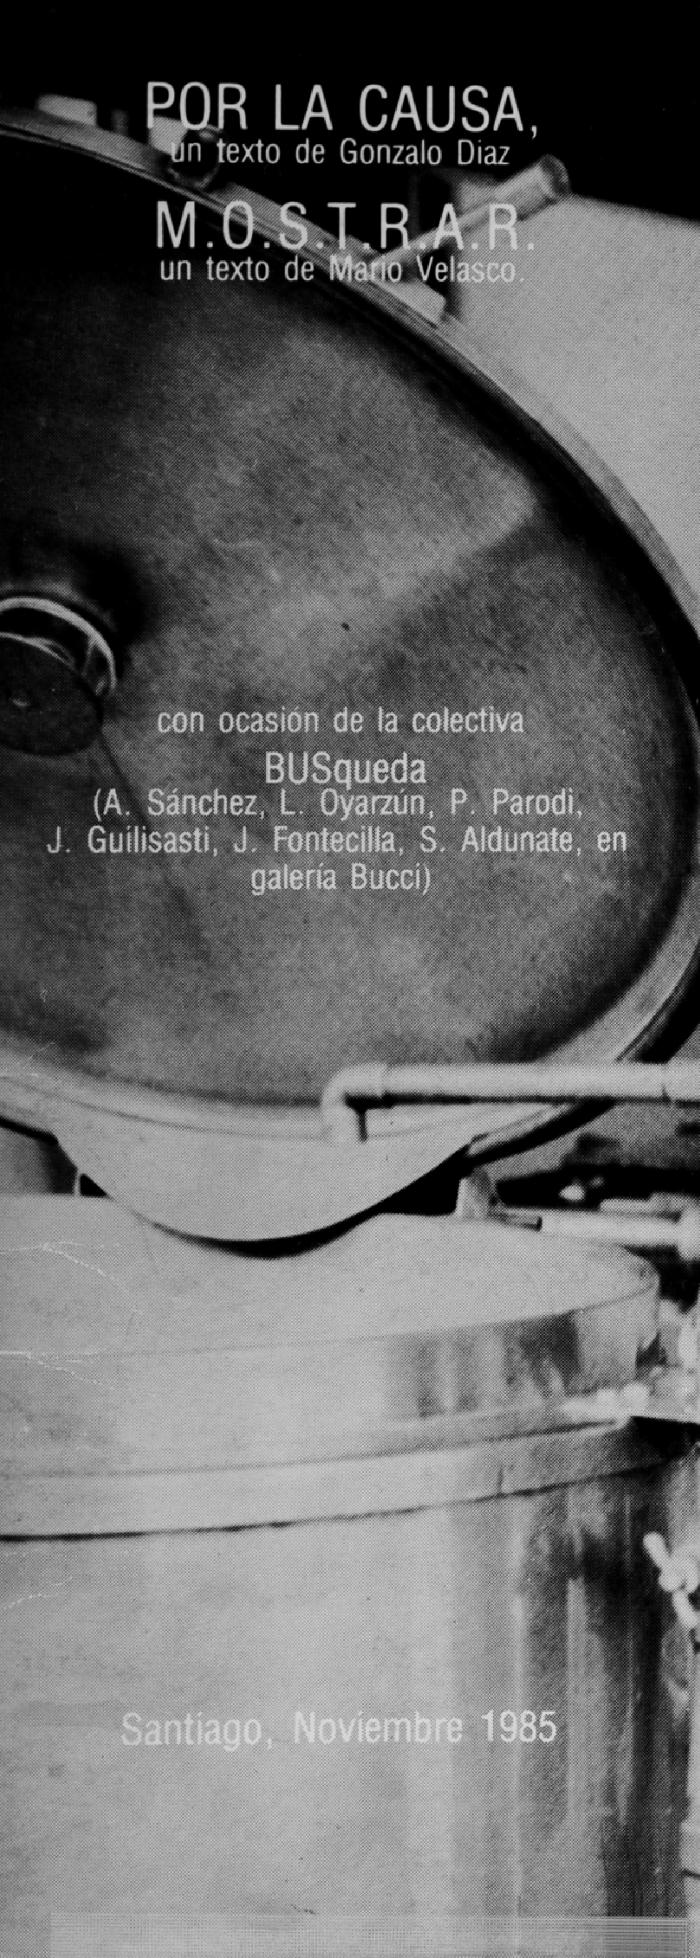 POR LA CAUSA,
un texto de Gonzalo Diaz
M.O.S.T.R.A.R.
un texto de Mario Velasco.
con ocasión de la colectiva
BUSqueda
(A. Sánchez, L. Oyarzún, P. Parodi,
J. Guilisasti, J. Fontecilla, S. Aldunate, en
galería Bucci)
Santiago, Noviembre 1985